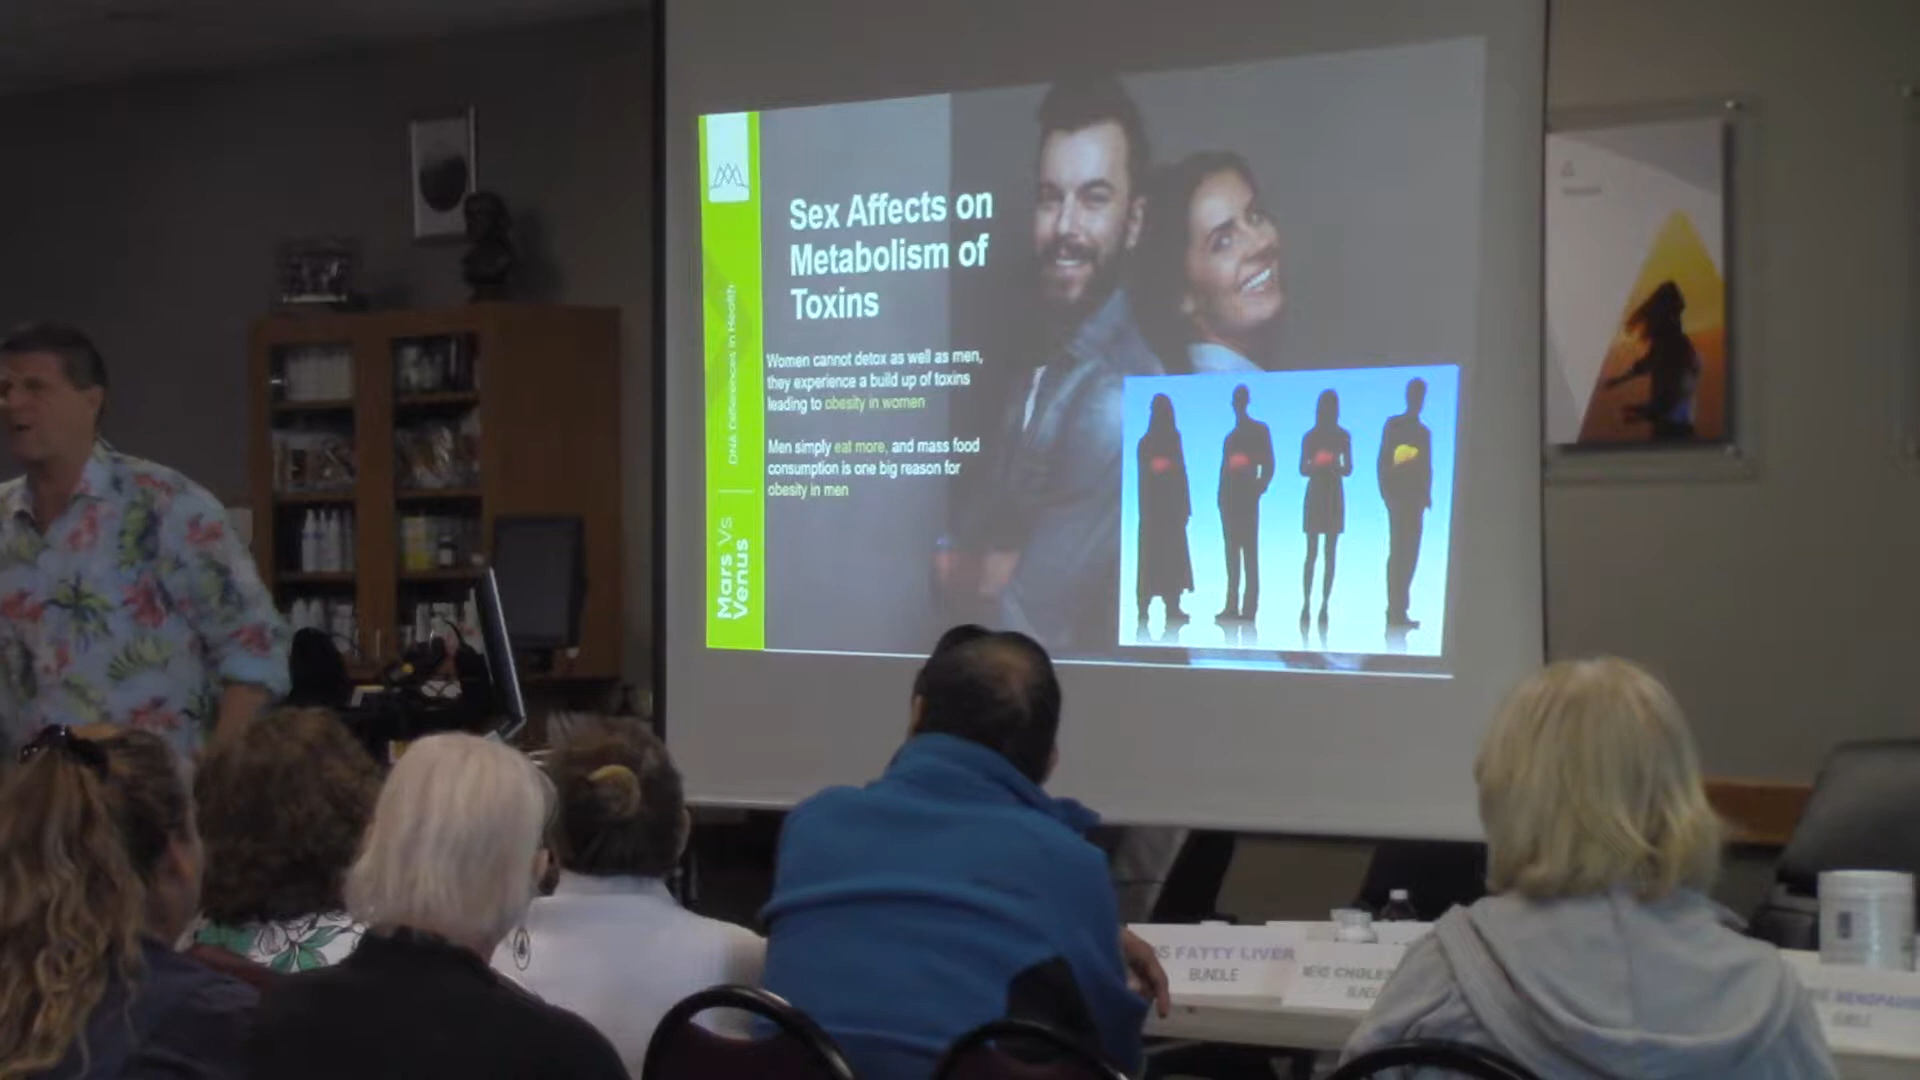 Sex Affects on
Metabolism of
Toxins
Women cannot detox as well as men,
they experience a build up of toxins
leading to obesity in women
Men simply eat more, and mass food
consumption is one big reason for
obesity in men
DNA Differences in Health
Mars Vs
Venus
FATTY LIVER
BUNDLE